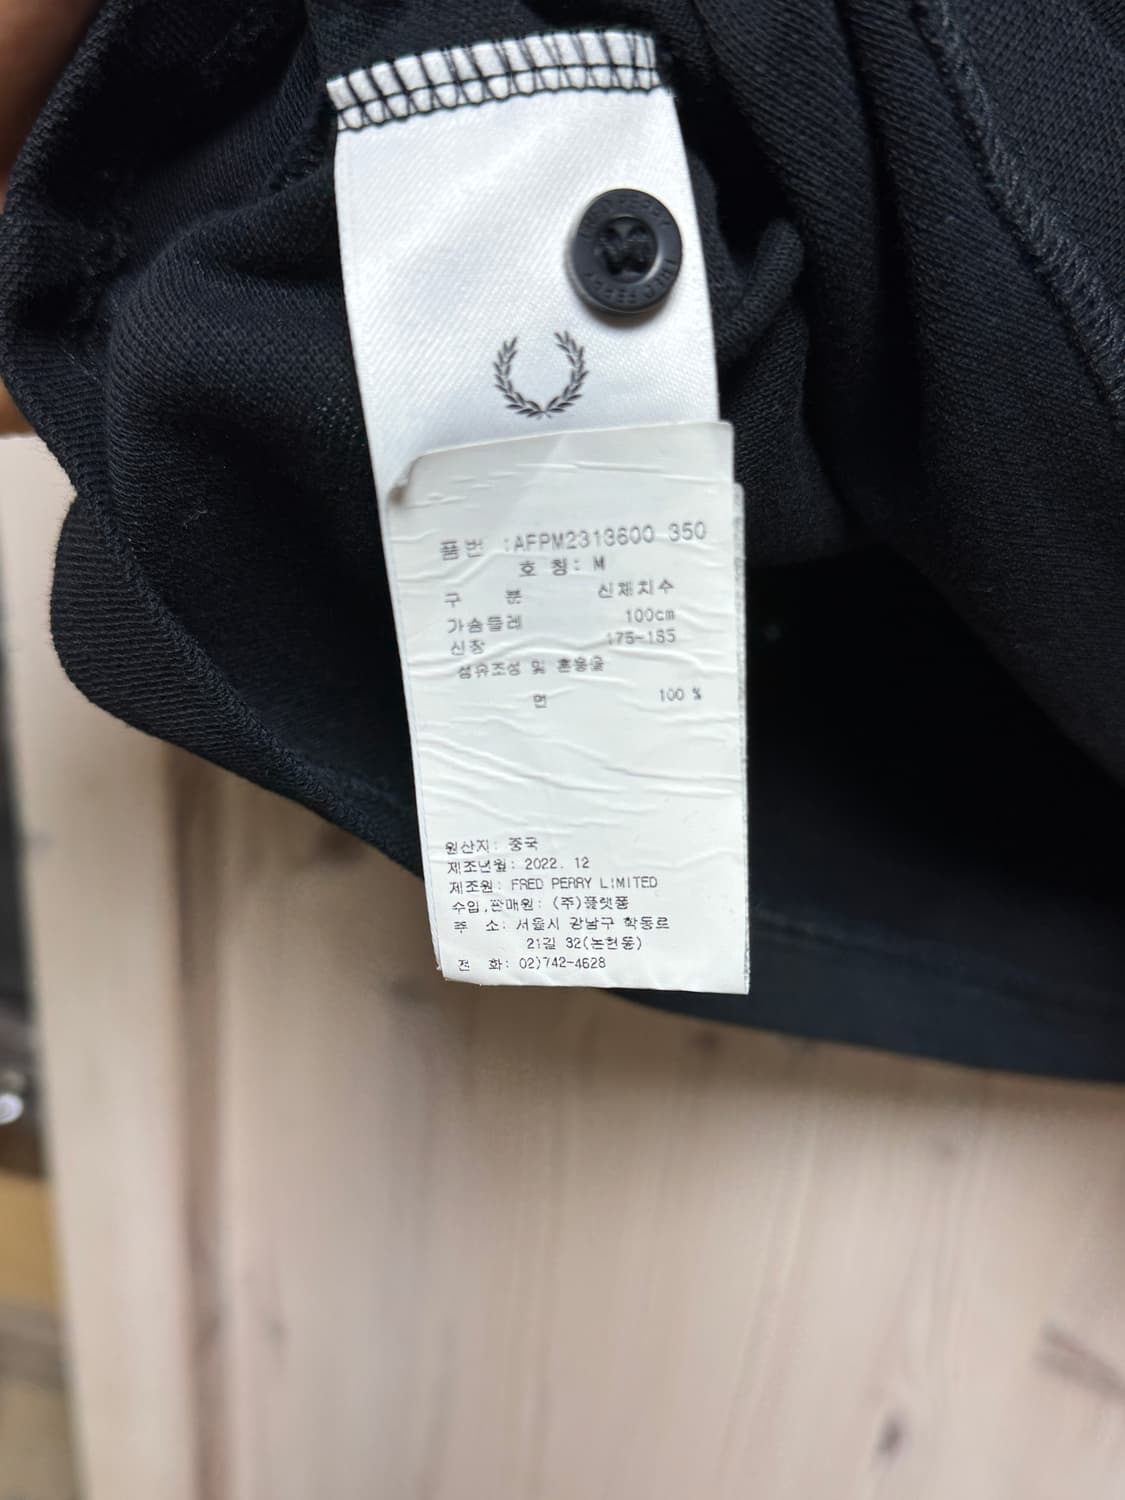 품번 :AFPM2313600 350
호 칭: M
구 분 신체치수
가슴둘레 100cm
신장 175-185
섬유조성 및 혼용율
면 100 %
원산지: 중국
제조년월: 2022. 12
제조원: FRED PERRY LIMITED
수입,판매원: (주)플랫폼
주 소: 서울시 강남구 학동로
21길 32(논현동)
전 화: 02)742-4628